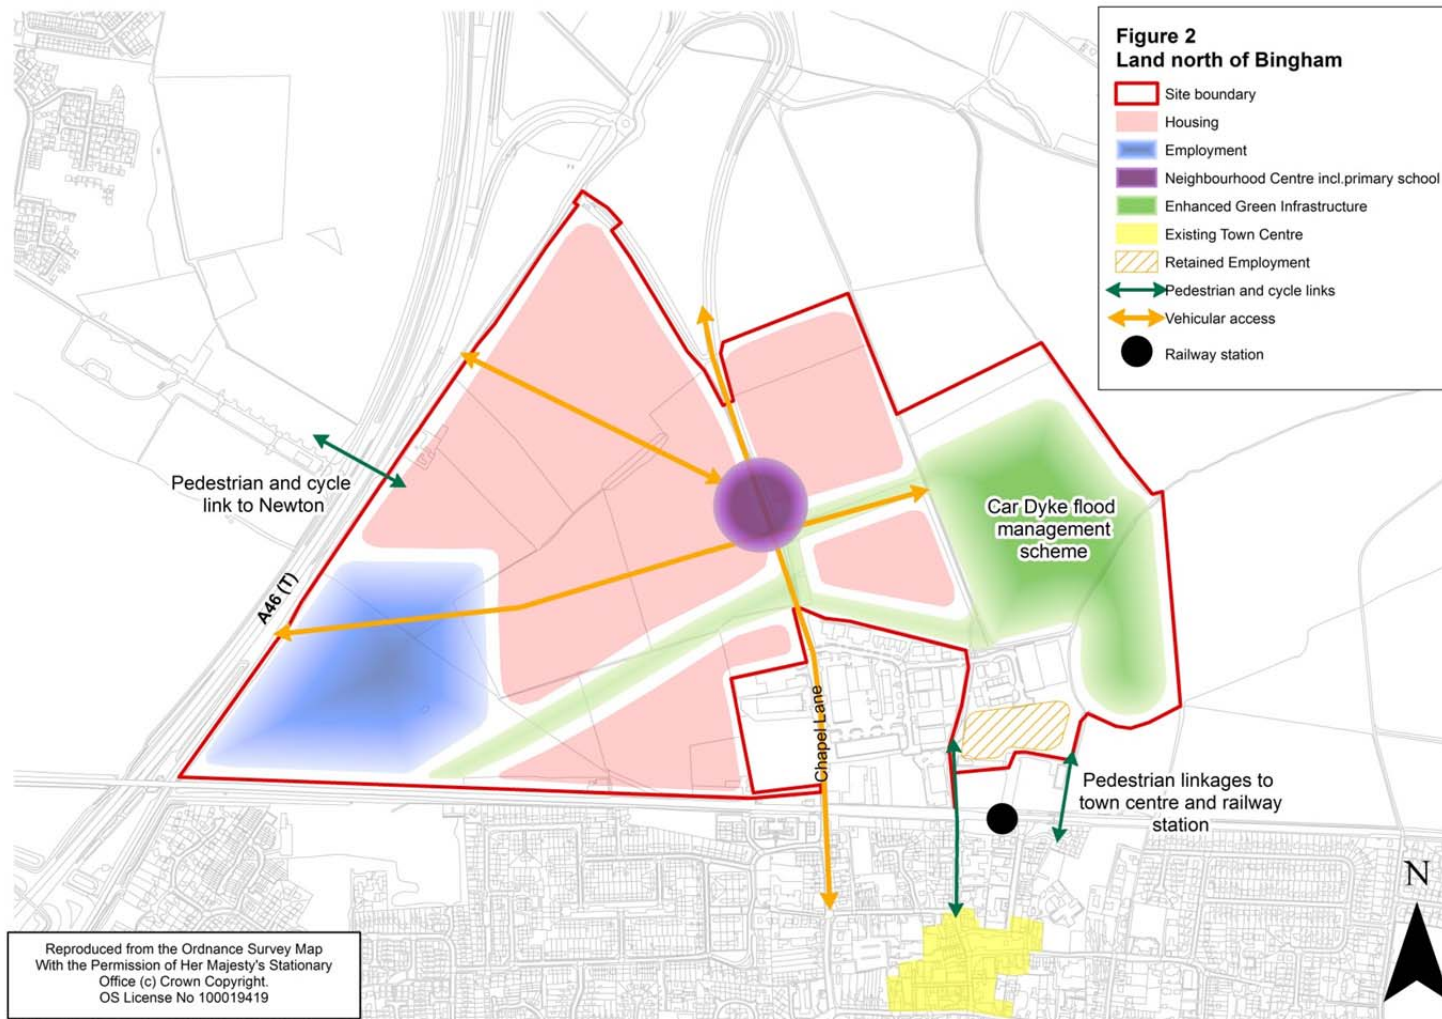 Figure 2
Land north of Bingham
Site boundary
Housing
Employment
Neighbourhood Centre incl.primary school
Enhanced Green Infrastructure
Existing Town Centre
Retained Employment
Pedestrian and cycle links
Vehicular access
Railway station
Pedestrian and cycle
link to Newton
Car Dyke flood
management
scheme
A46 (T)
Chapel Lane
Pedestrian linkages to
town centre and railway
station
N
Reproduced from the Ordnance Survey Map
With the Permission of Her Majesty's Stationary
Office (c) Crown Copyright.
OS License No 100019419